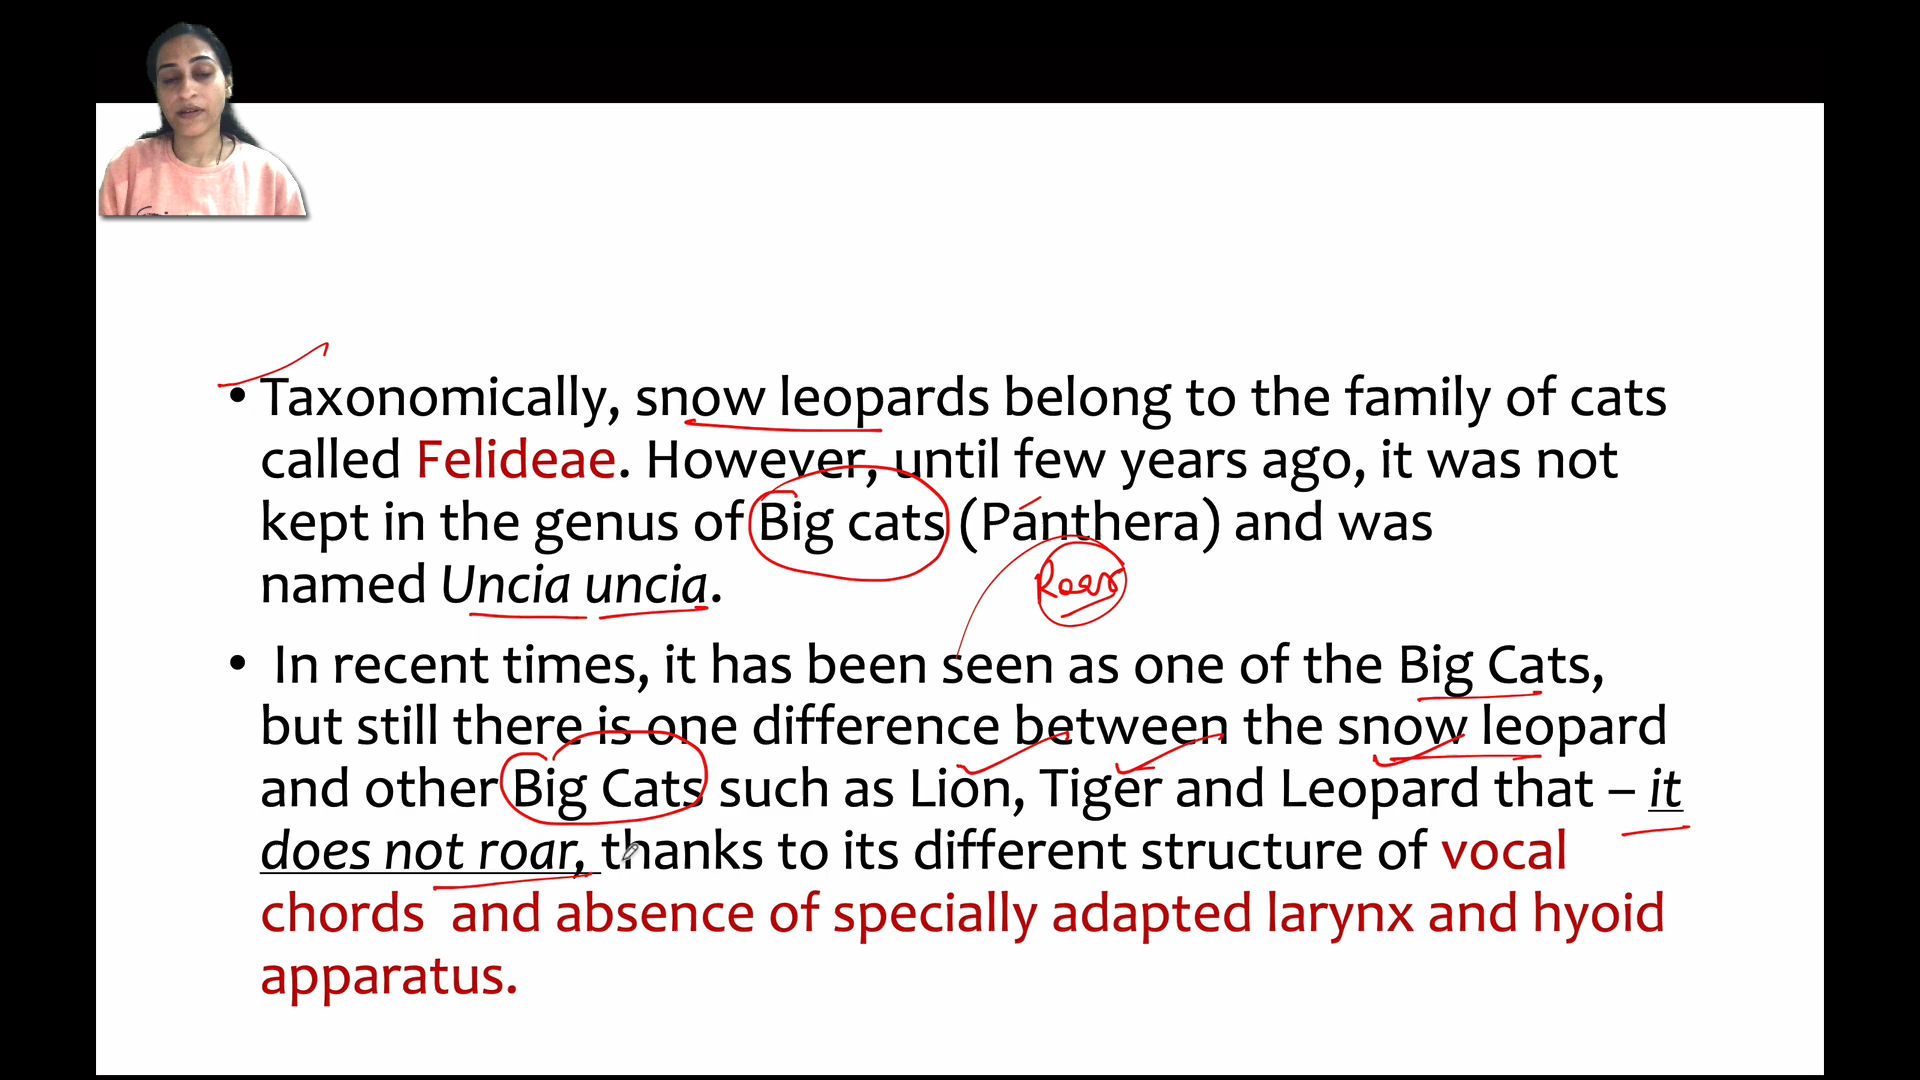 • Taxonomically, snow leopards belong to the family of cats
called Felideae. However, until few years ago, it was not
kept in the genus of Big cats (Panthera) and was
named Uncia uncia.
Roar
• In recent times, it has been seen as one of the Big Cats,
but still there is one difference between the snow leopard
and other Big Cats such as Lion, Tiger and Leopard that – it
does not roar, thanks to its different structure of vocal
chords and absence of specially adapted larynx and hyoid
apparatus.